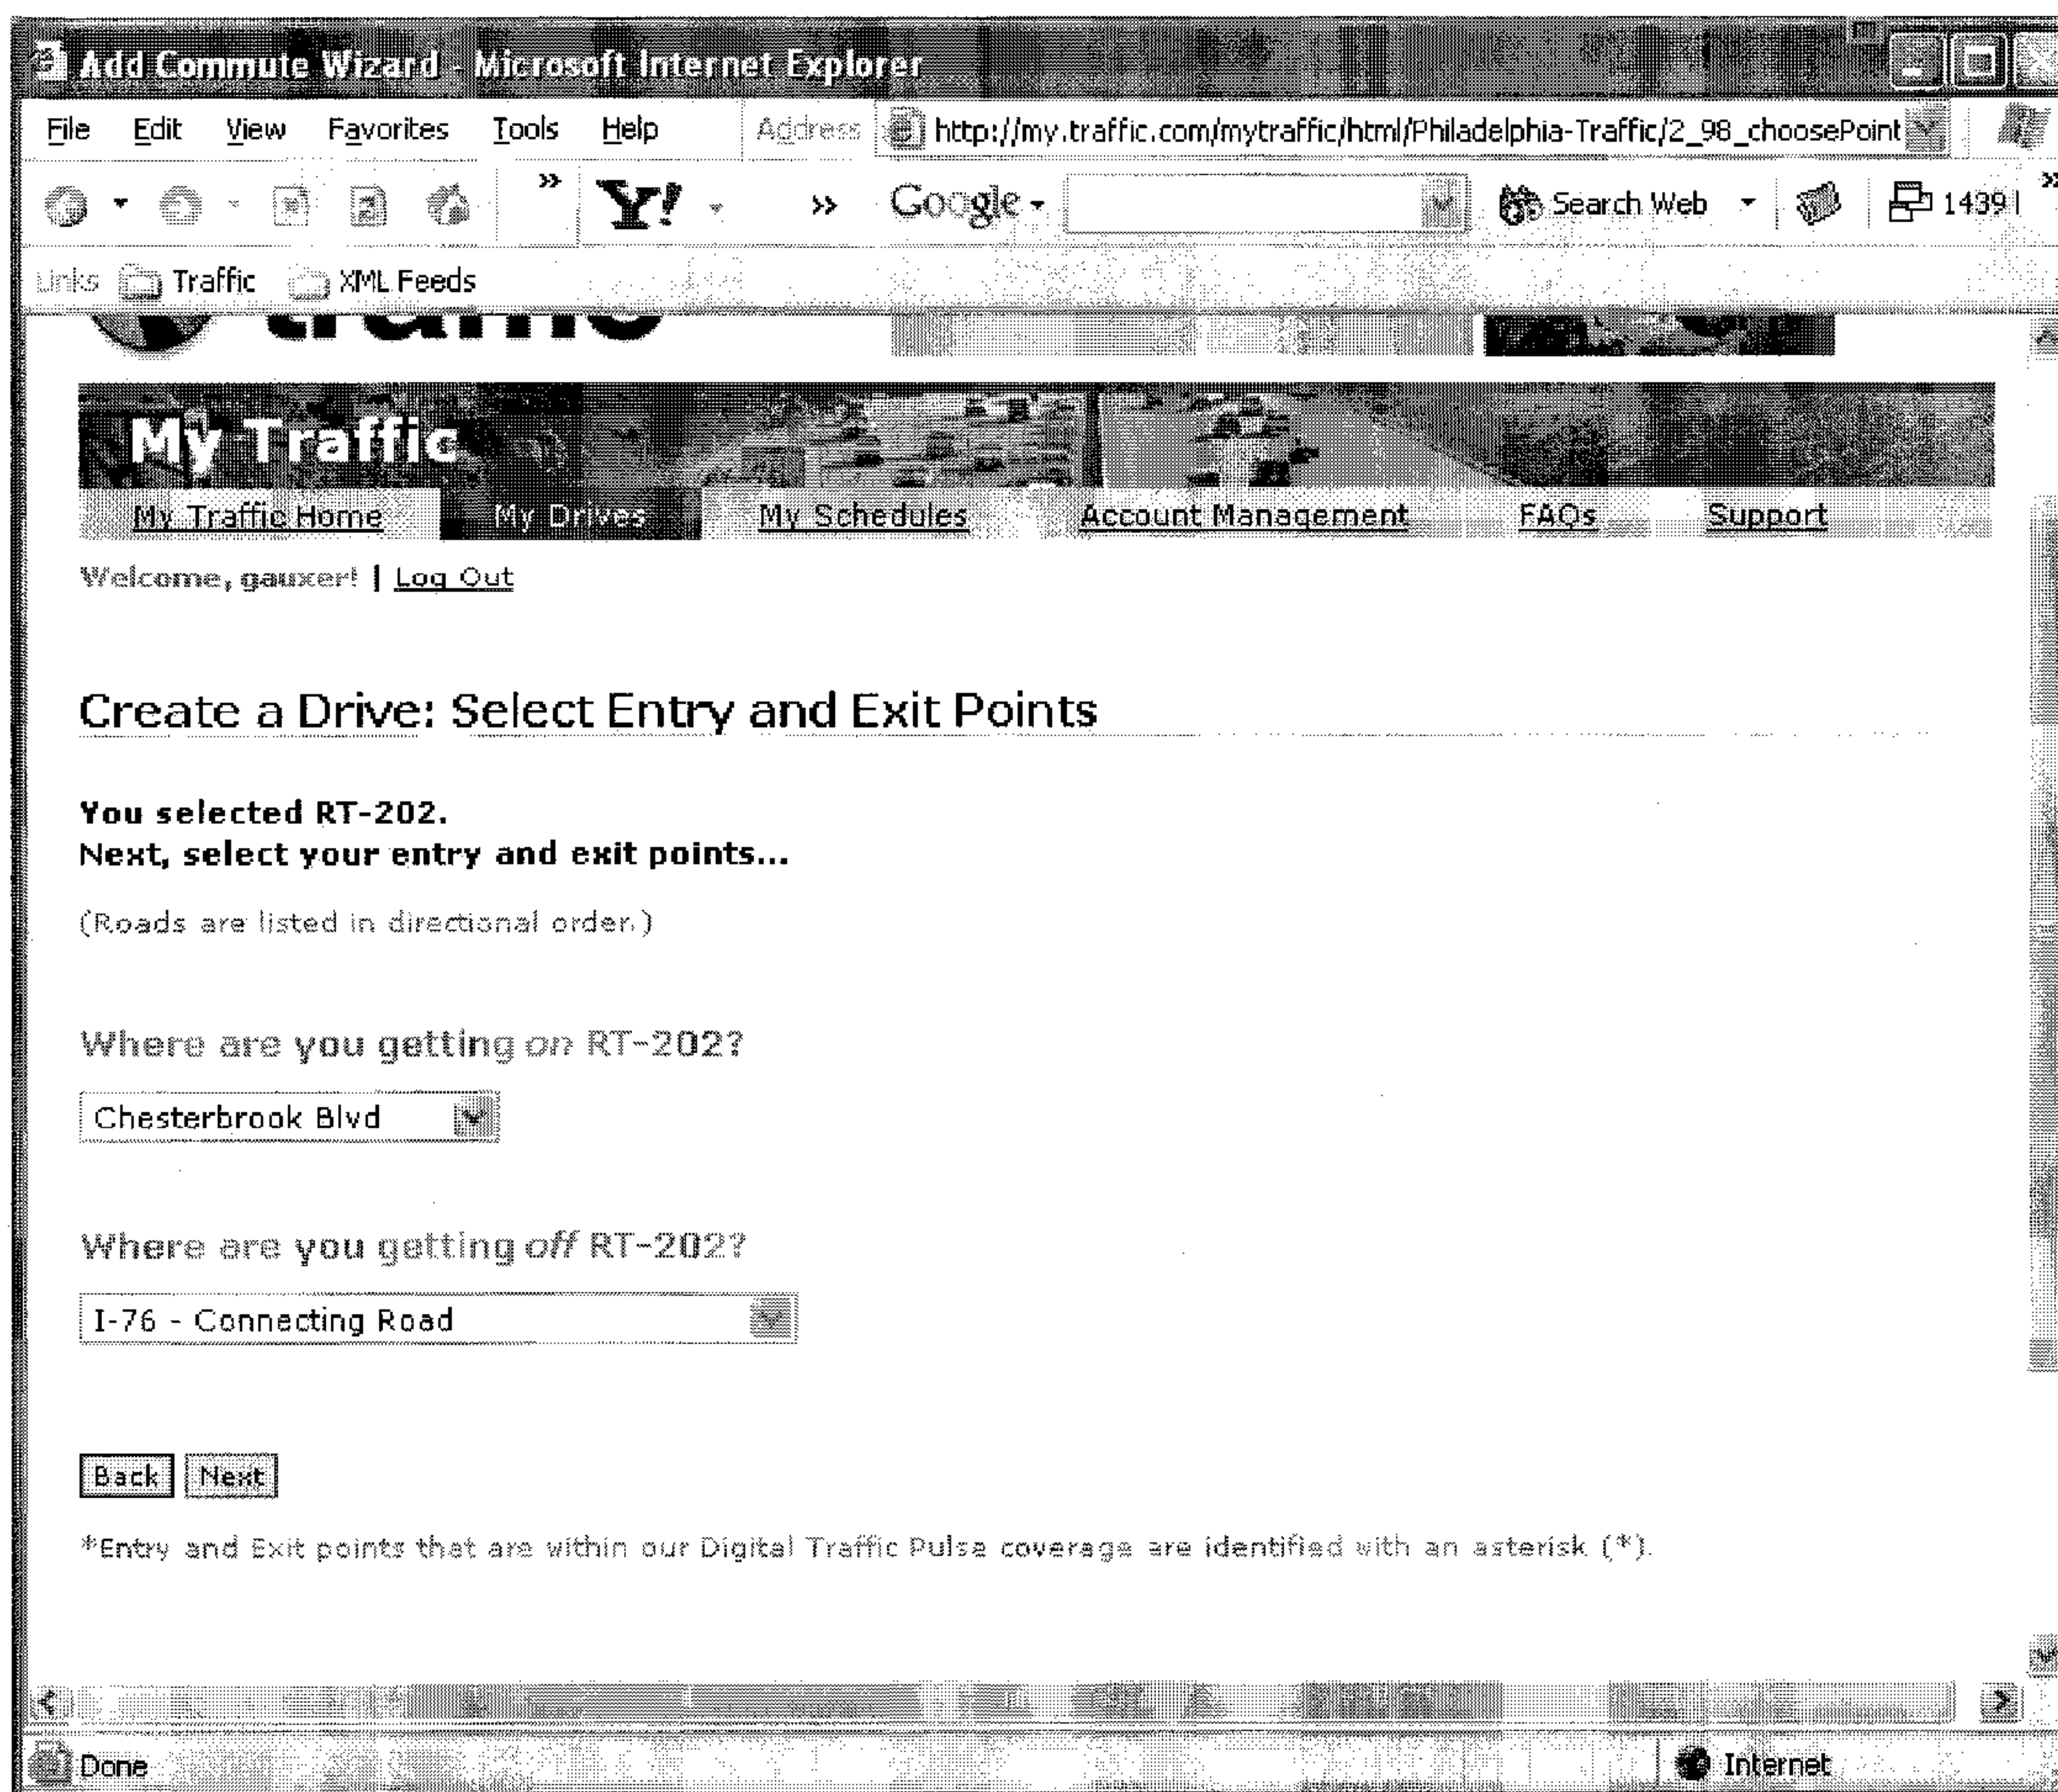 Add Commute Wizard - Microsoft Internet Explorer
File Edit View Favorites Tools Help Address http://my.traffic.com/mytraffic/html/Philadelphia-Traffic/2_98_choosePoint
» Y! » Google Search Web 1439 »
Links Traffic XML Feeds
traffic
My Traffic
My Traffic Home My Drives My Schedules Account Management FAQs Support
Welcome, gauxer! | Log Out
Create a Drive: Select Entry and Exit Points
You selected RT-202.
Next, select your entry and exit points...
(Roads are listed in directional order.)
Where are you getting on RT-202?
Chesterbrook Blvd
Where are you getting off RT-202?
I-76 - Connecting Road
Back Next
*Entry and Exit points that are within our Digital Traffic Pulse coverage are identified with an asterisk (*).
Done Internet